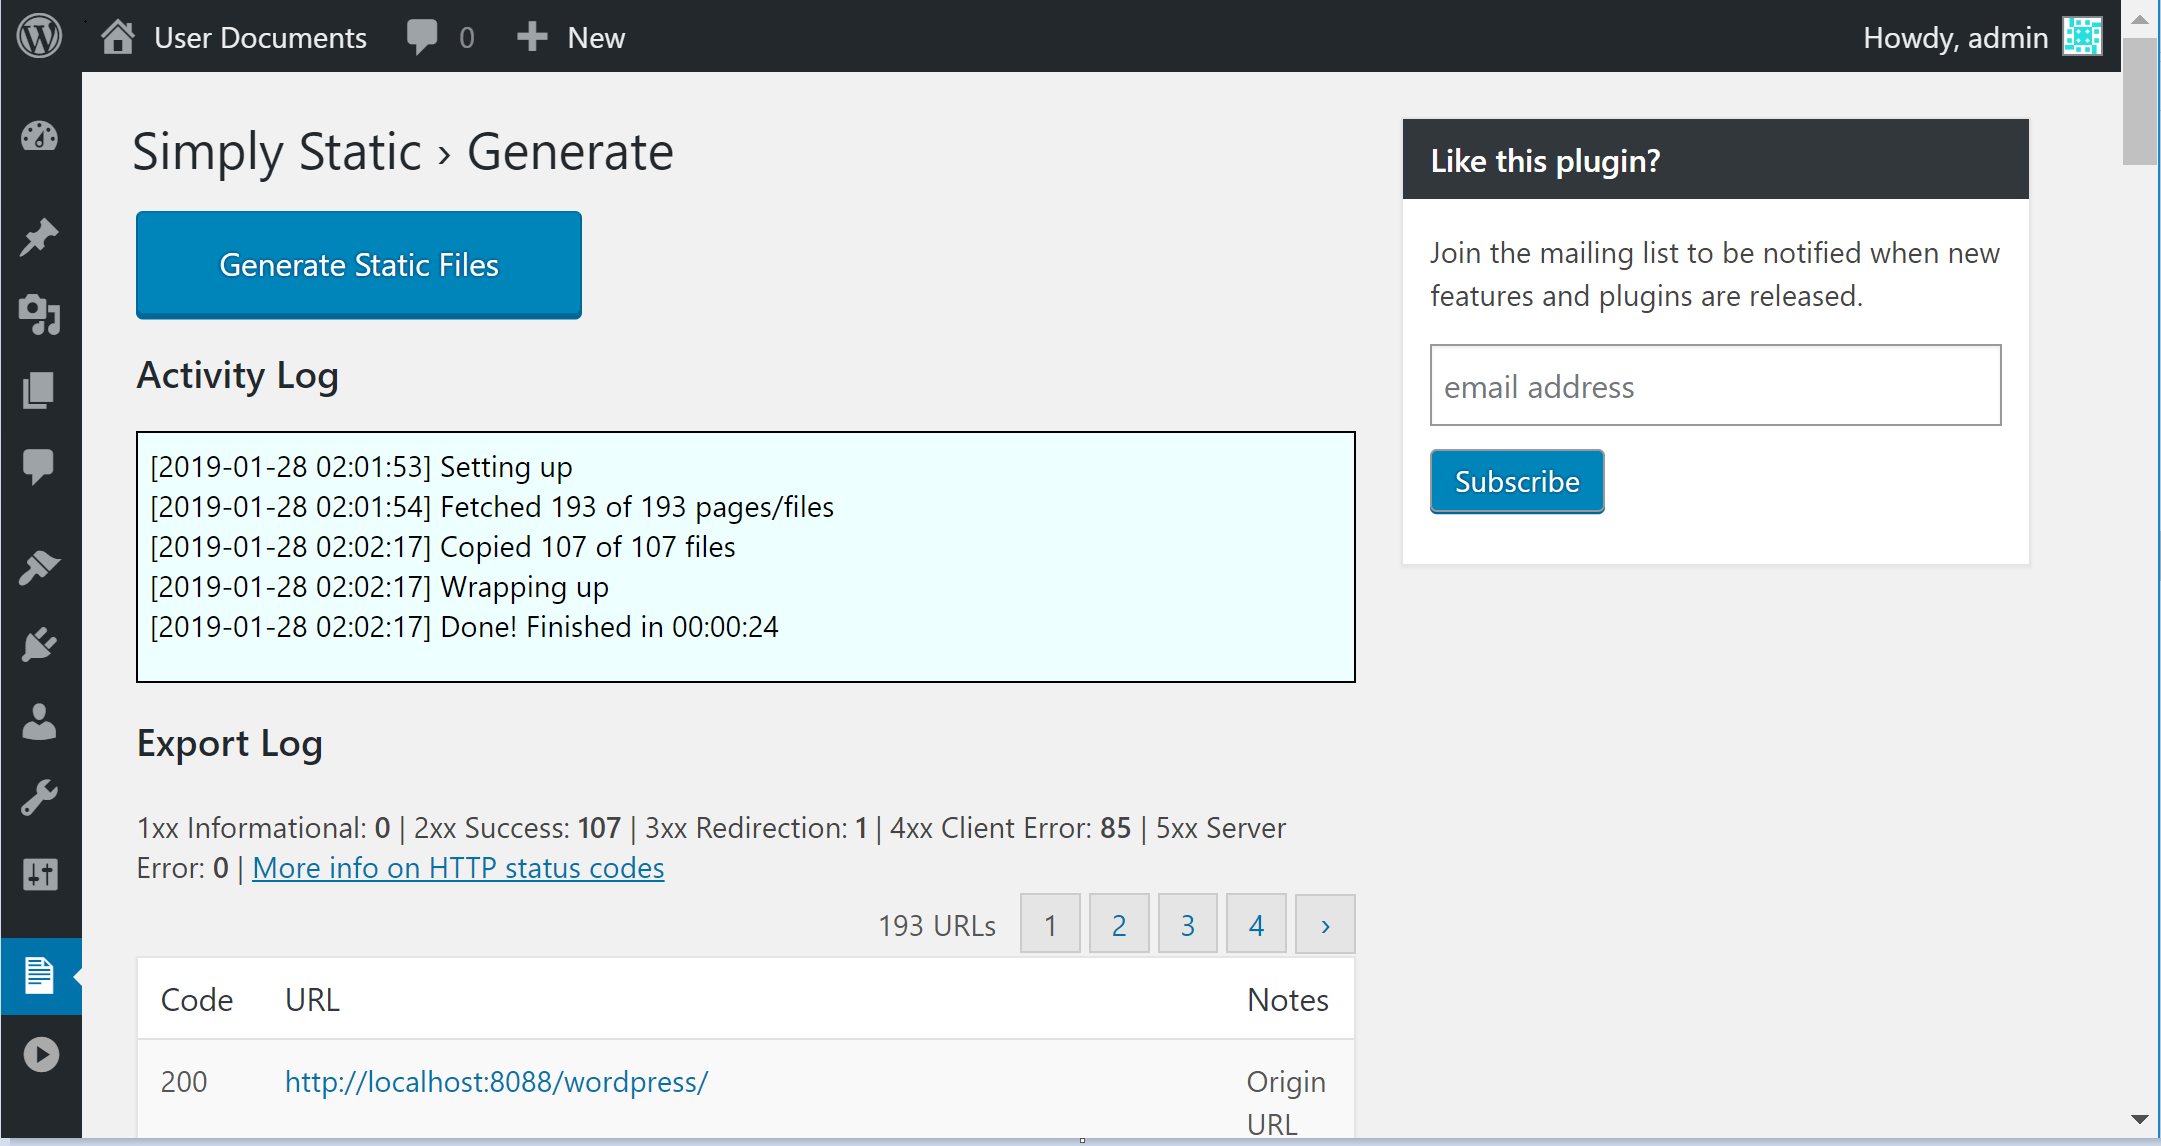 User Documents 0 New Howdy, admin
Simply Static › Generate
Generate Static Files
Activity Log
[2019-01-28 02:01:53] Setting up
[2019-01-28 02:01:54] Fetched 193 of 193 pages/files
[2019-01-28 02:02:17] Copied 107 of 107 files
[2019-01-28 02:02:17] Wrapping up
[2019-01-28 02:02:17] Done! Finished in 00:00:24
Export Log
1xx Informational: 0 | 2xx Success: 107 | 3xx Redirection: 1 | 4xx Client Error: 85 | 5xx Server
Error: 0 | More info on HTTP status codes
193 URLs 1 2 3 4 ›
Code URL Notes
200 http://localhost:8088/wordpress/ Origin
URL
Like this plugin?
Join the mailing list to be notified when new
features and plugins are released.
email address
Subscribe